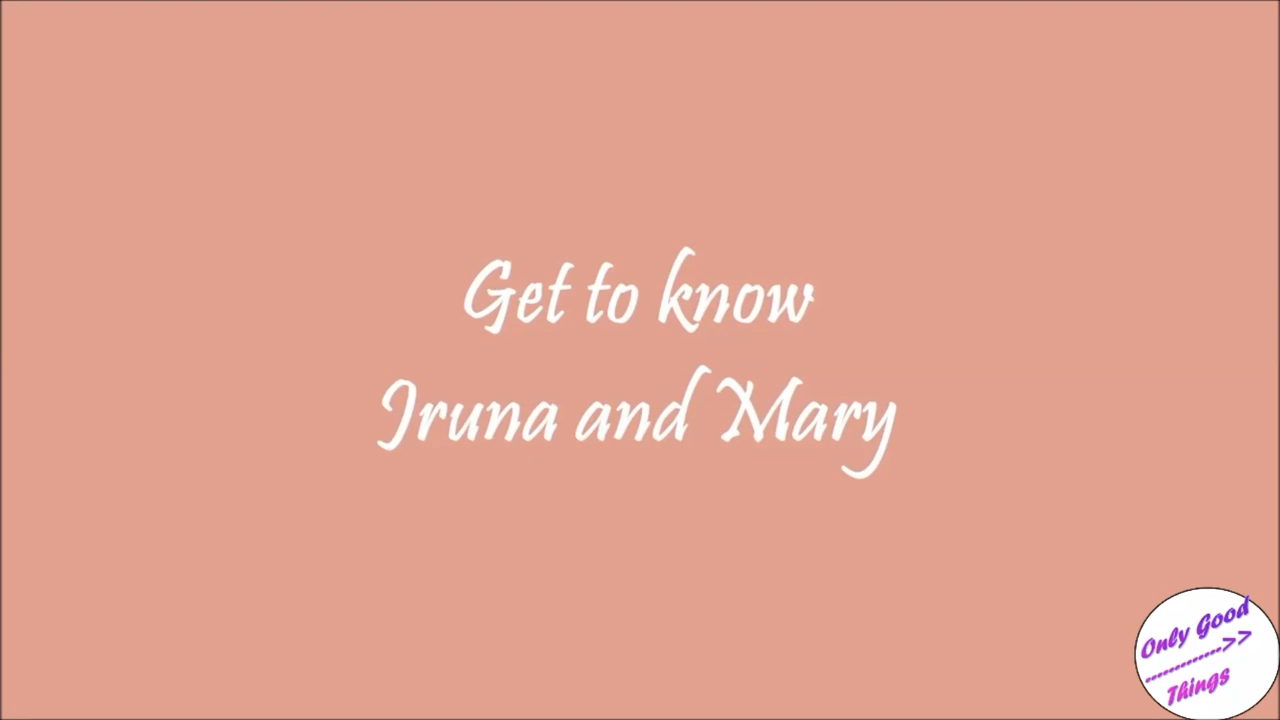 Get to know
Iruna and Mary
Only Good
.............>>
Things